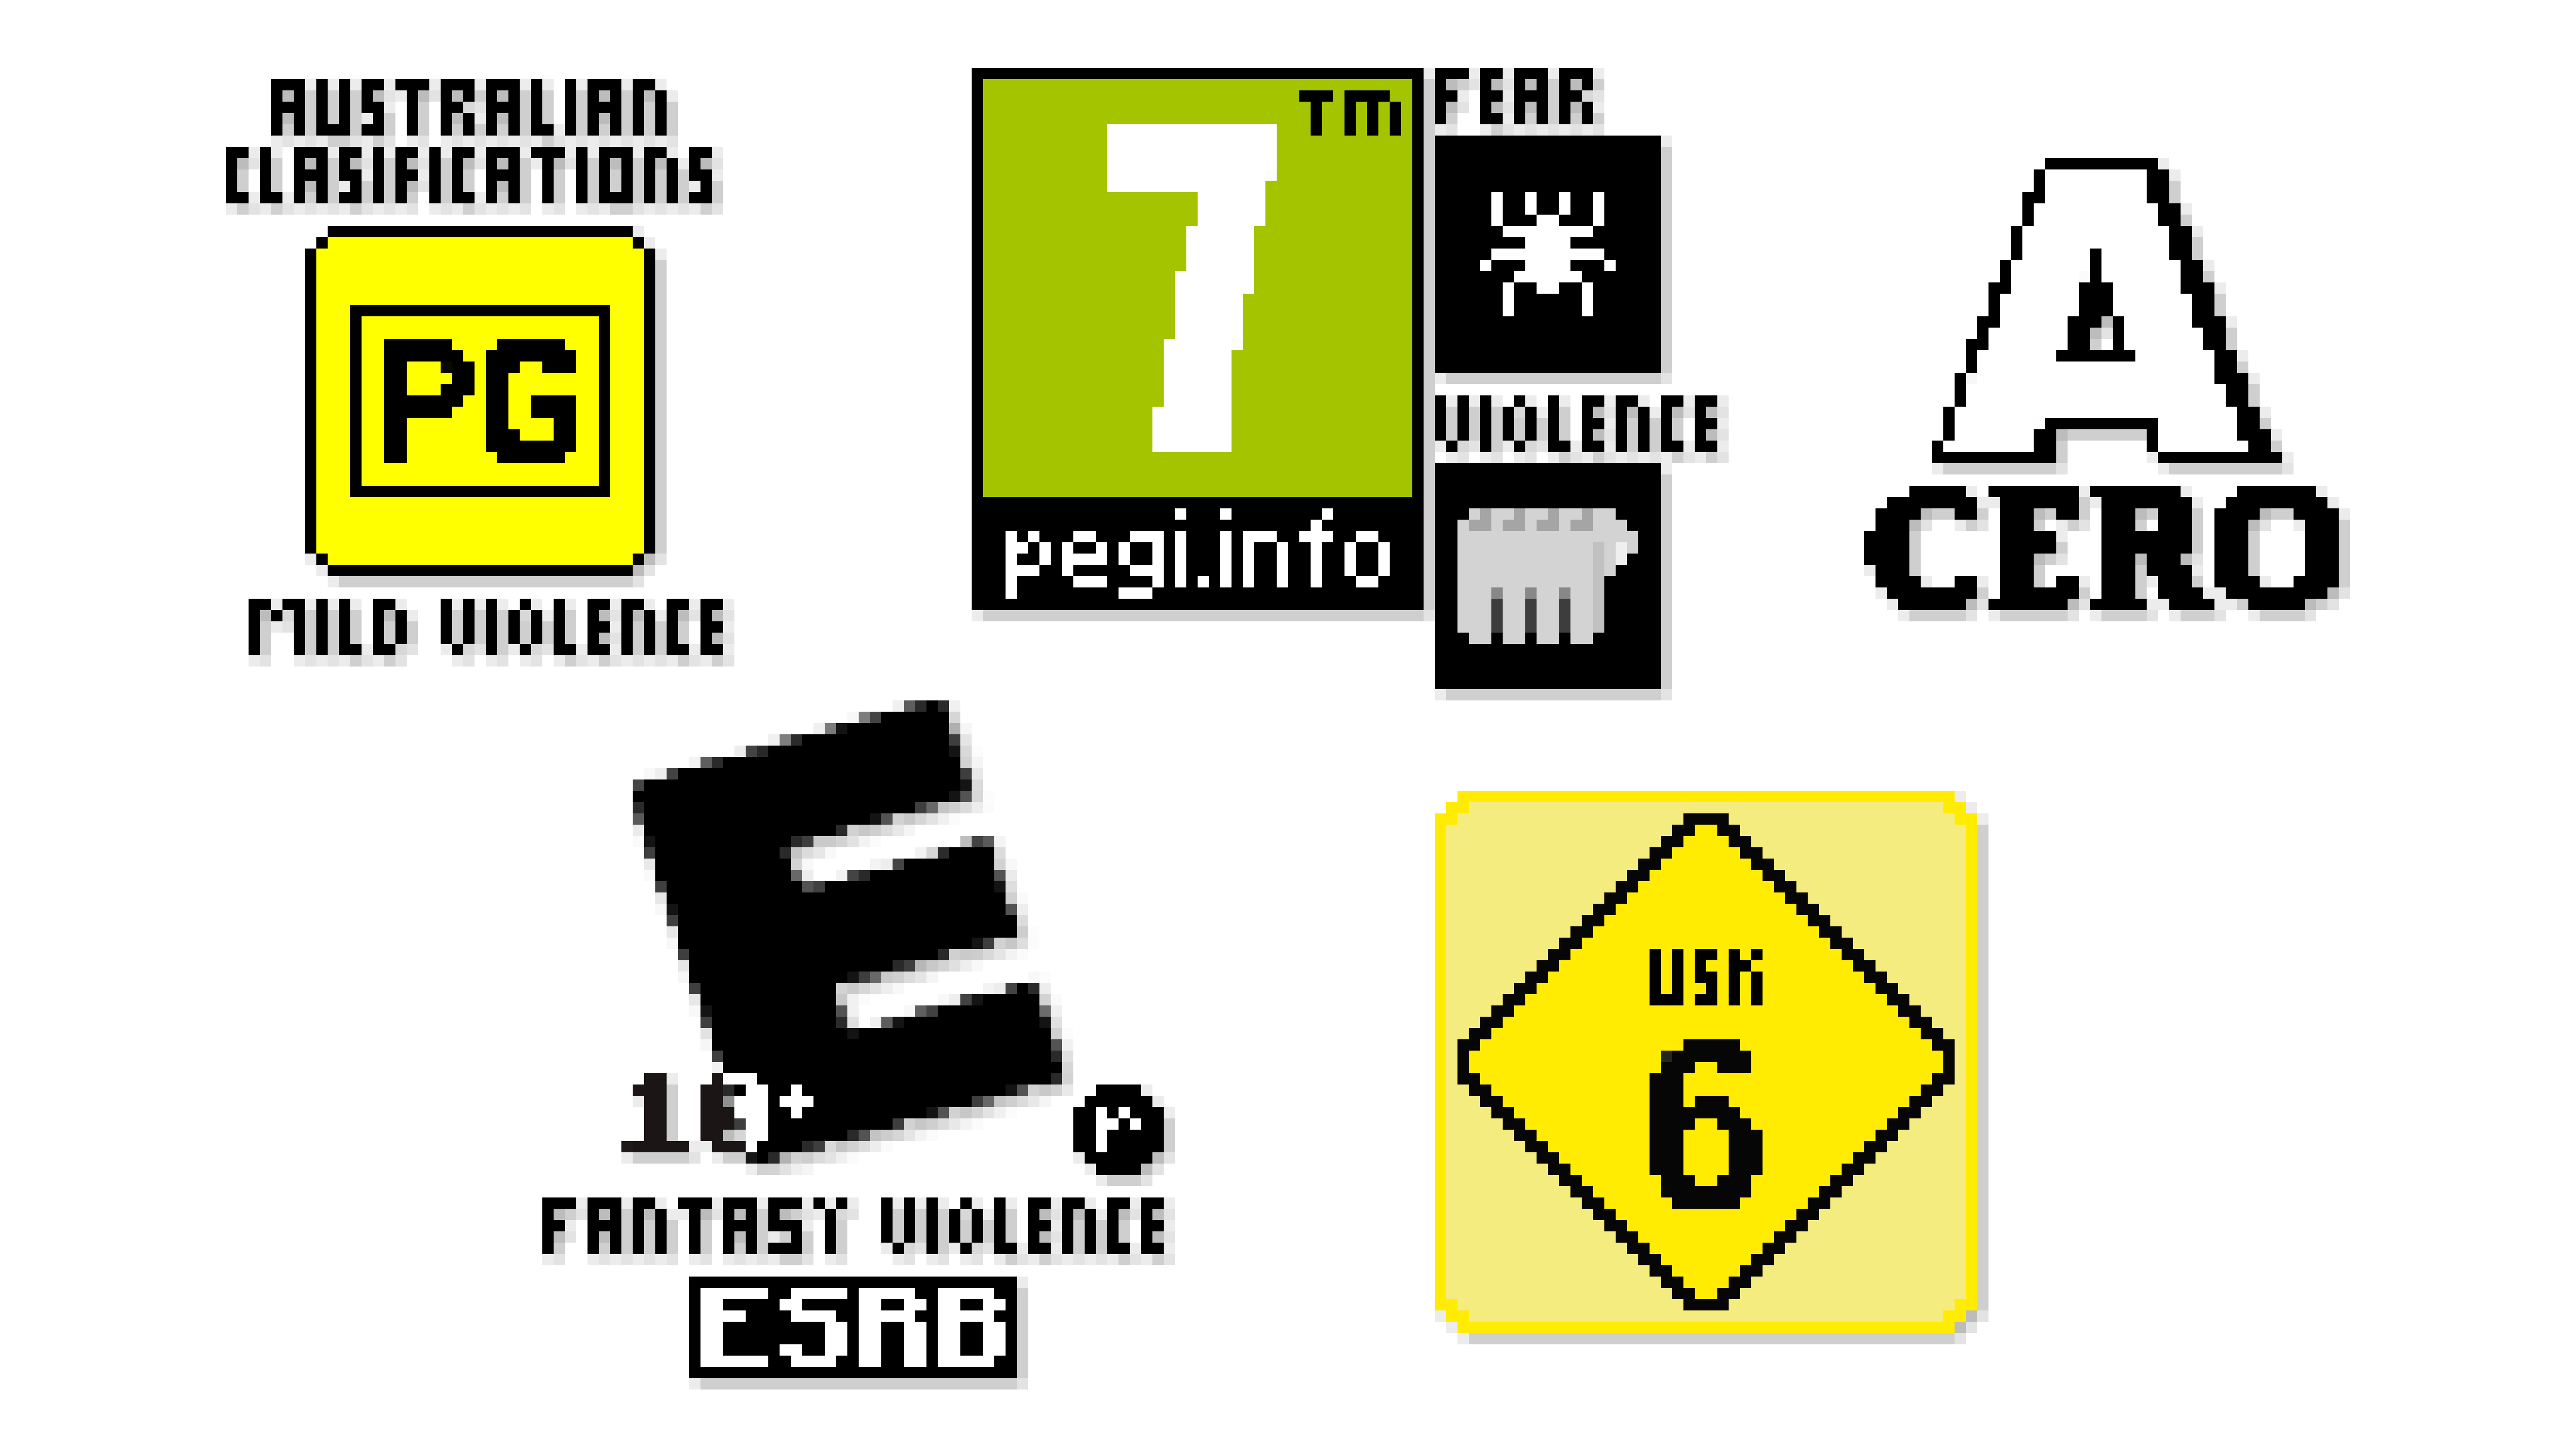 AUSTRALIAN
CLASIFICATIONS
PG
MILD VIOLENCE
7
TM
pegi.info
FEAR
VIOLENCE
A
CERO
E
10+
P
FANTASY VIOLENCE
ESRB
USK
6